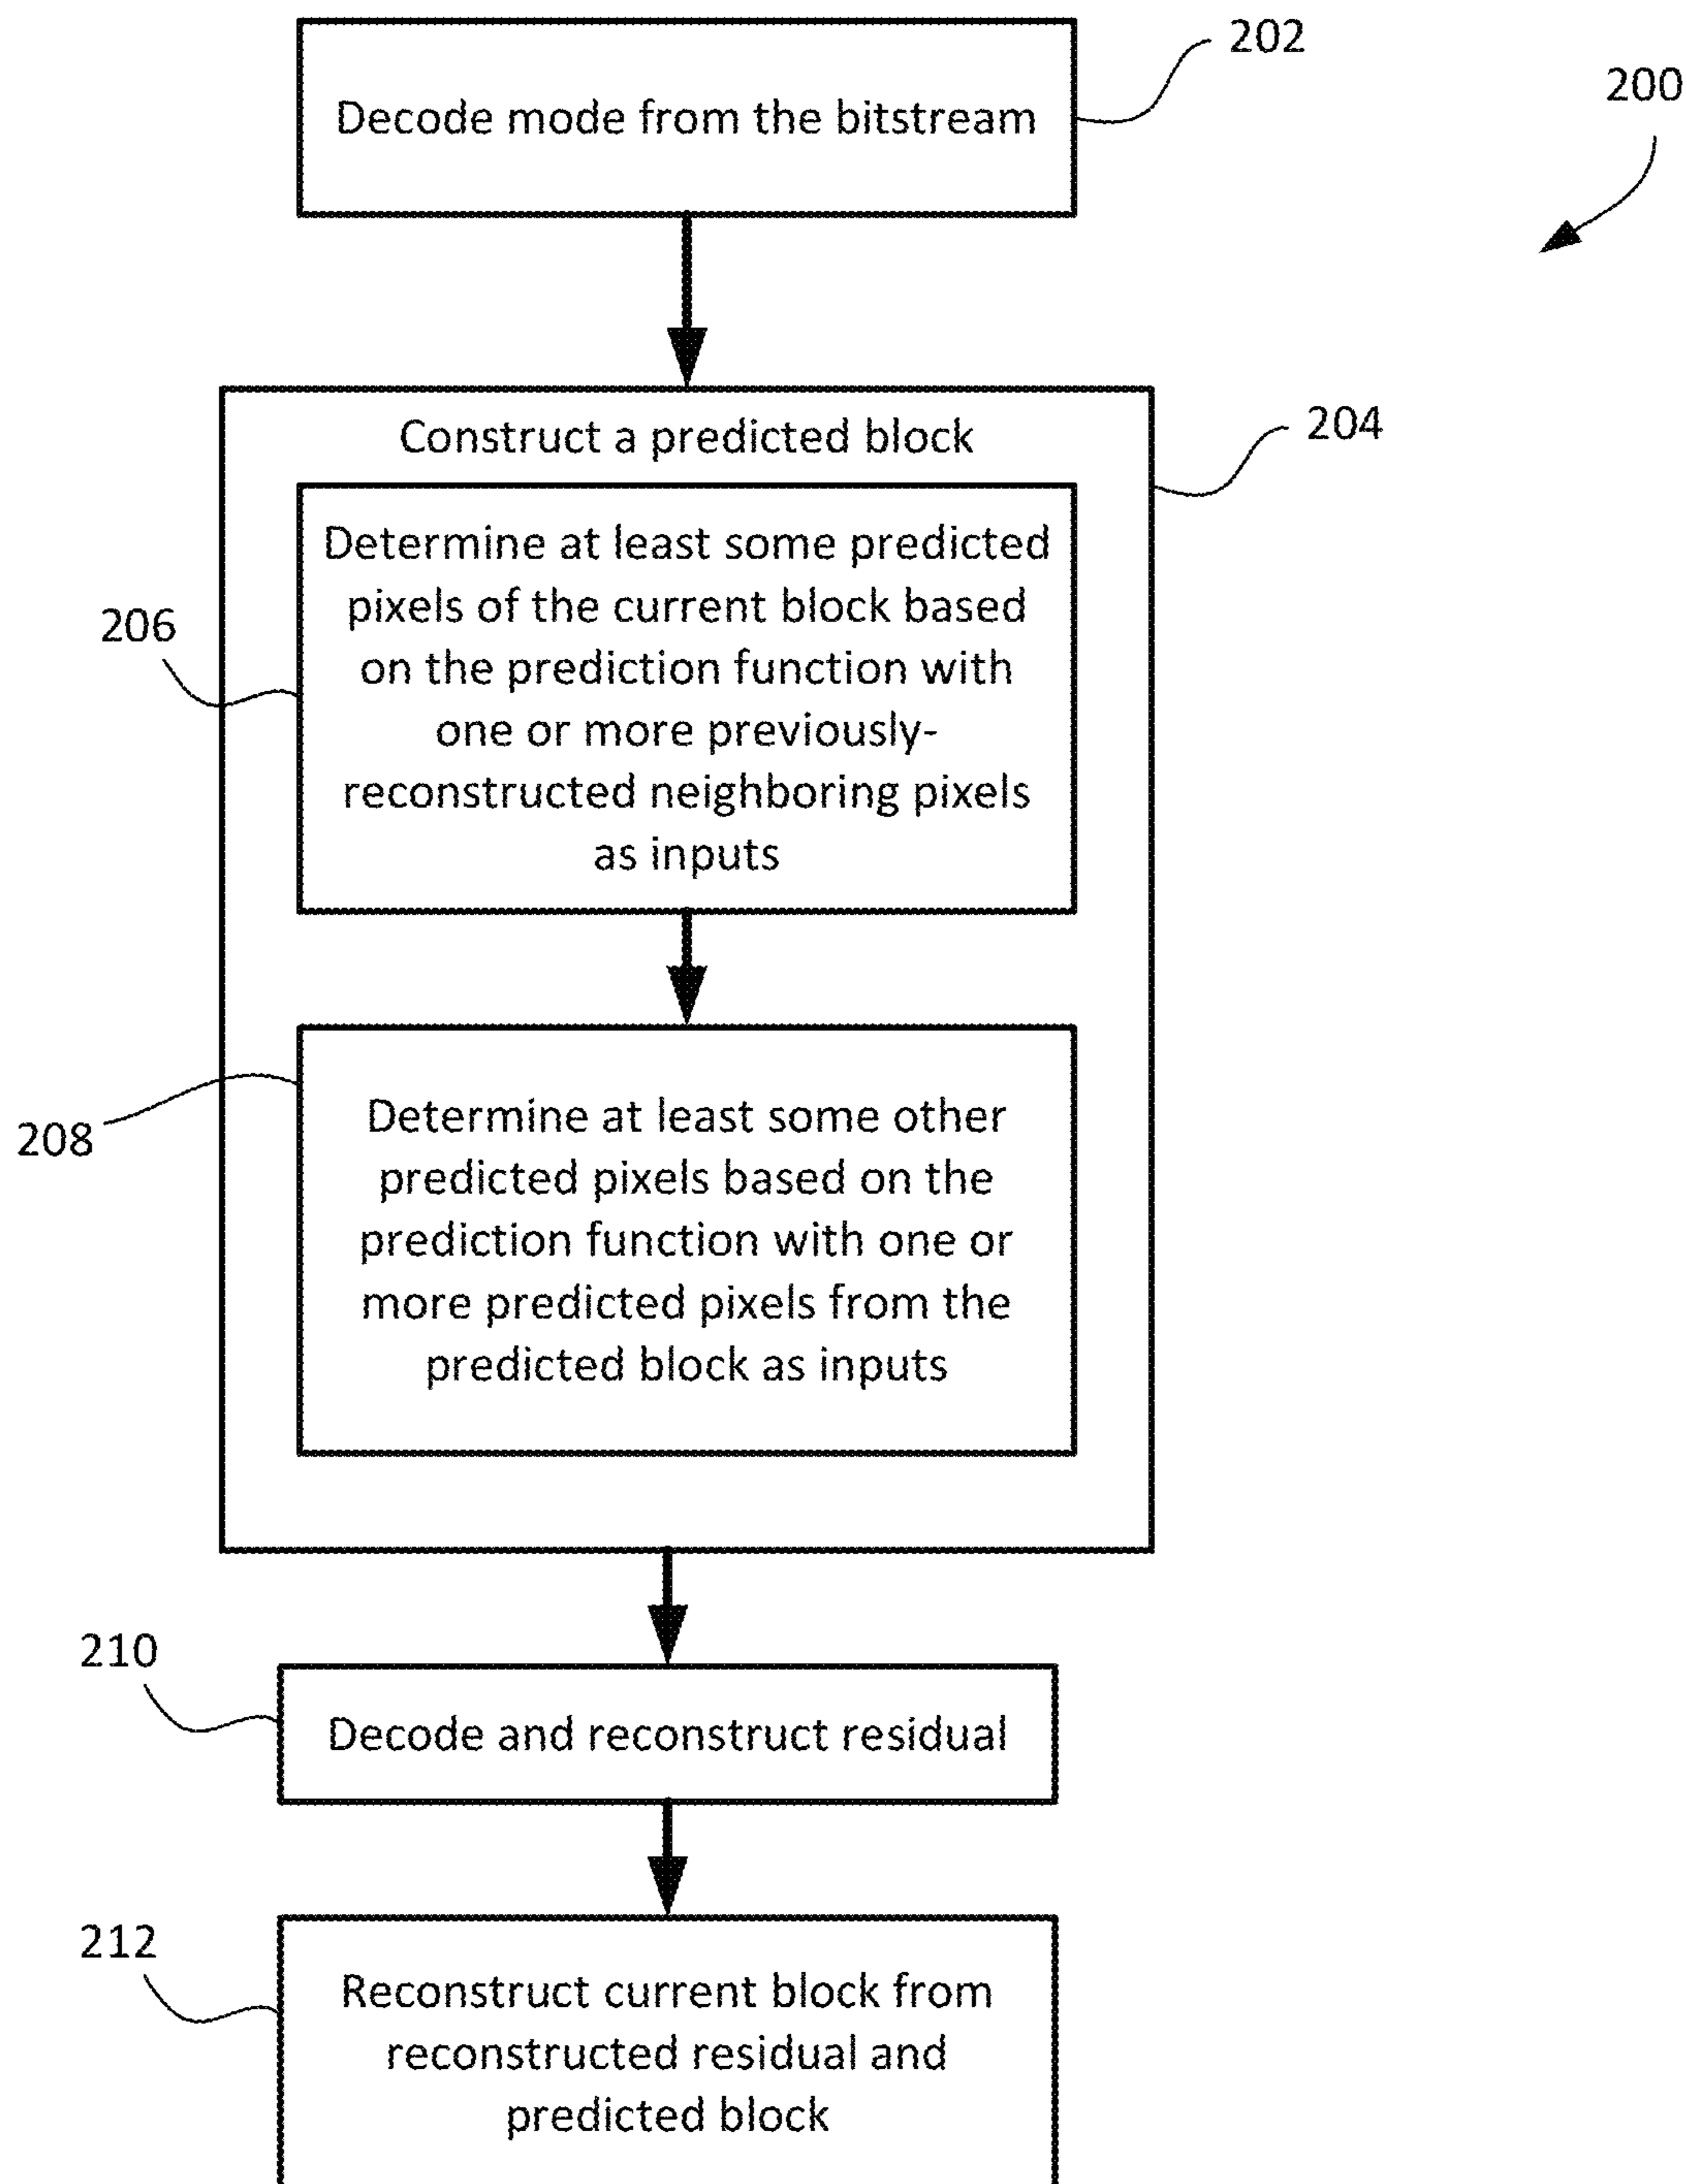 202
200
Decode mode from the bitstream
Construct a predicted block
204
Determine at least some predicted
pixels of the current block based
on the prediction function with
one or more previously-
reconstructed neighboring pixels
as inputs
206
208
Determine at least some other
predicted pixels based on the
prediction function with one or
more predicted pixels from the
predicted block as inputs
210
Decode and reconstruct residual
212
Reconstruct current block from
reconstructed residual and
predicted block